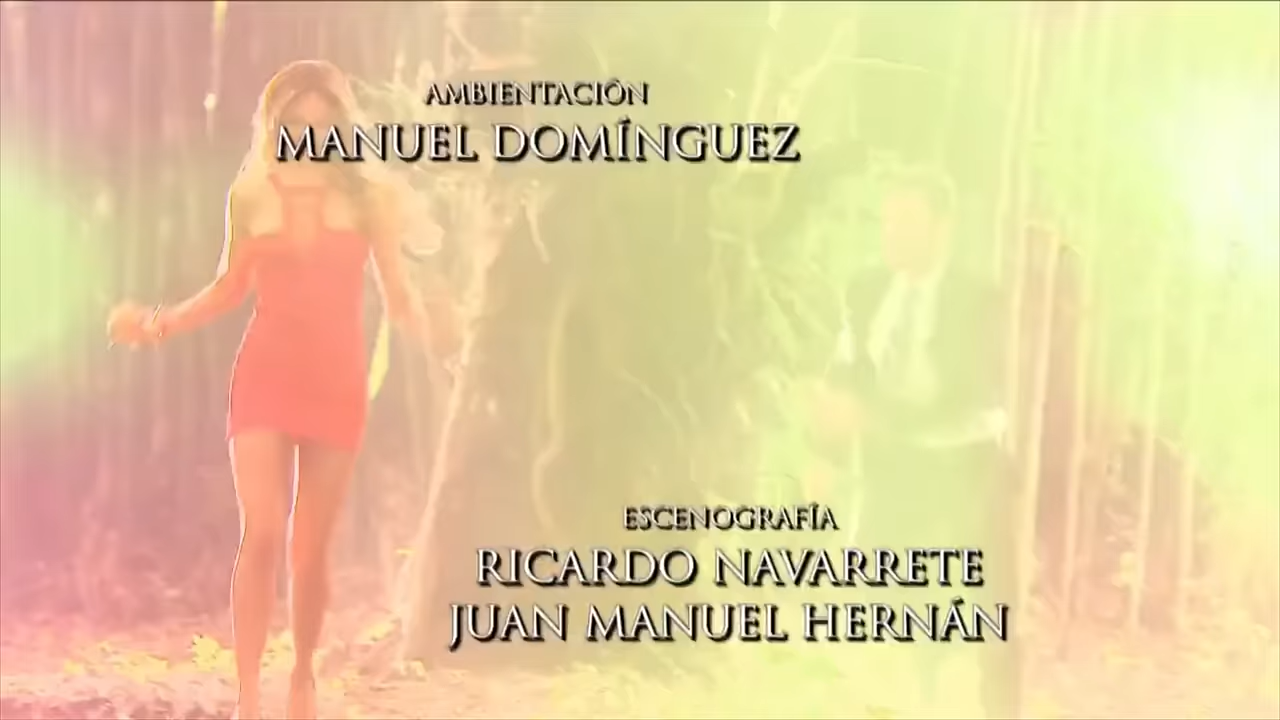 AMBIENTACIÓN
MANUEL DOMÍNGUEZ
ESCENOGRAFÍA
RICARDO NAVARRETE
JUAN MANUEL HERNÁN